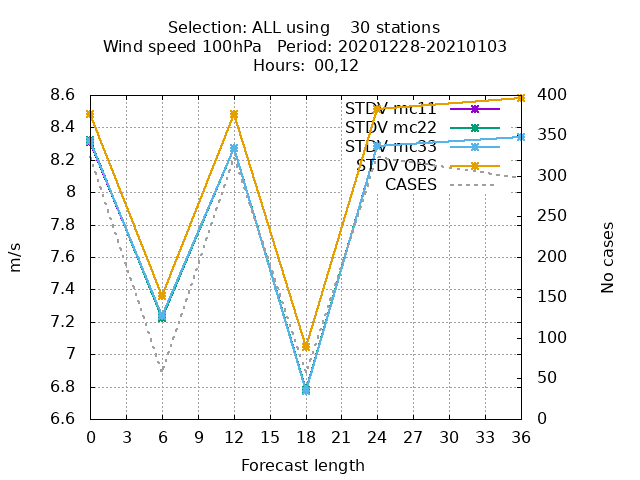 Selection: ALL using    30 stations
Wind speed 100hPa   Period: 20201228-20210103
Hours:  00,12
8.6
8.4
8.2
8
7.8
7.6
7.4
7.2
7
6.8
6.6
m/s
STDV mc11
STDV mc22
STDV mc33
STDV OBS
CASES
400
350
300
250
200
150
100
50
0
No cases
0 3 6 9 12 15 18 21 24 27 30 33 36
Forecast length